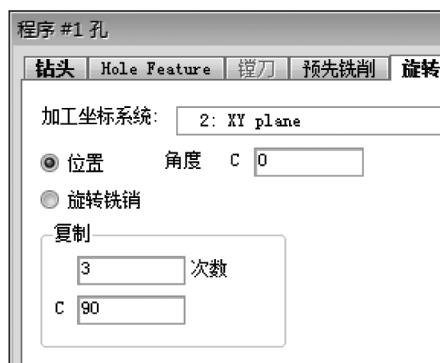 程序 #1 孔
钻头 Hole Feature 镗刀 预先铣削 旋转
加工坐标系统: 2: XY plane
位置 角度 C 0
旋转铣销
复制
3 次数
C 90